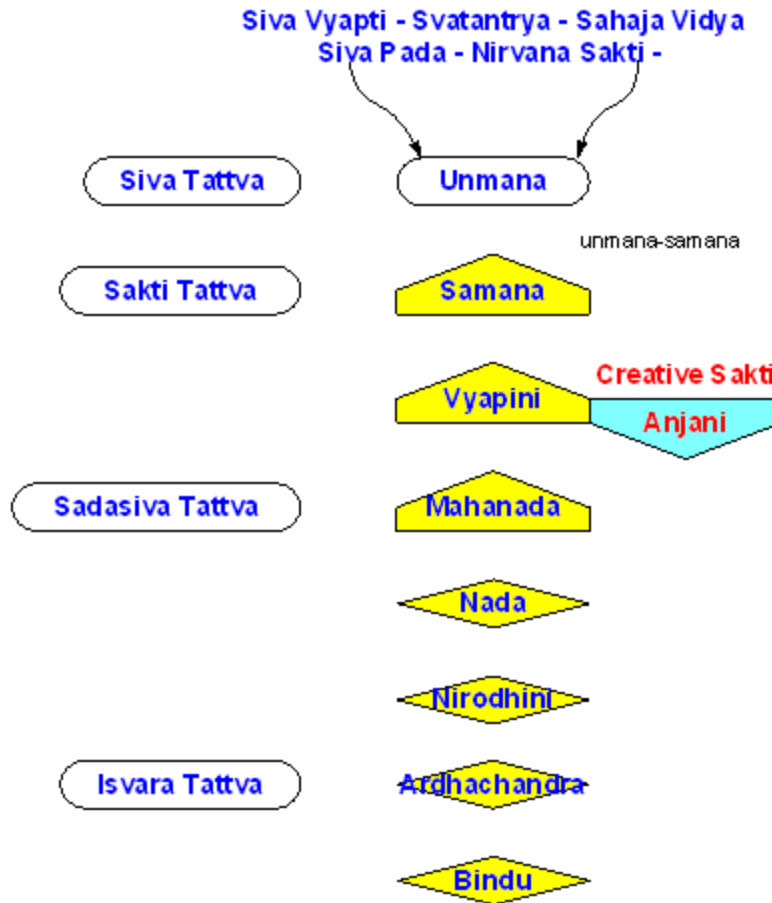 Siva Vyapti - Svatantrya - Sahaja Vidya
Siva Pada - Nirvana Sakti -
Siva Tattva
Unmana
unmana-samana
Sakti Tattva
Samana
Creative Sakti
Vyapini
Anjani
Sadasiva Tattva
Mahanada
Nada
Nirodhini
Isvara Tattva
Ardhachandra
Bindu